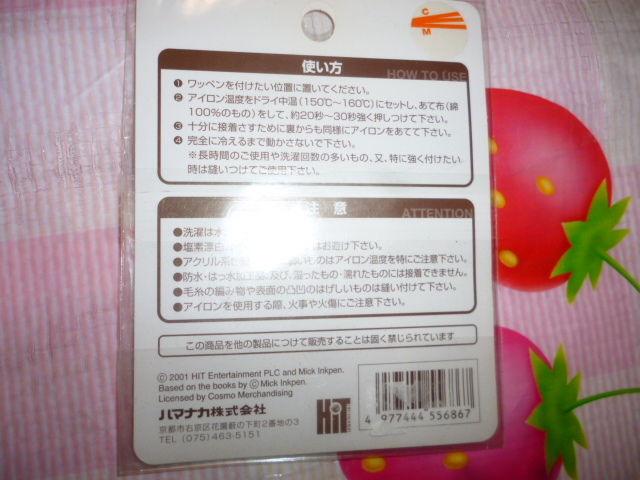 C
M
使い方
HOW TO USE
❶ ワッペンを付けたい位置に置いてください。
❷ アイロン温度をドライ中温(150℃~160℃)にセットし、あて布(綿
100%のもの)をして、約20秒~30秒強く押しつけて下さい。
❸ 十分に接着さすために裏からも同様にアイロンをあてて下さい。
❹ 完全に冷えるまで動かさないで下さい。
※長時間のご使用や洗濯回数の多いもの、又、特に強く付けたい
時は縫いつけてご使用下さい。
注 意
ATTENTION
●洗濯は水
●塩素漂白 はお避け下さい。
●アクリル系 いものはアイロン温度を特にご注意下さい。
●防水・はっ水加工品、及び、湿ったもの・濡れたものには接着できません。
●毛糸の編み物や表面の凸凹のはげしいものは縫い付けて下さい。
●アイロンを使用する際、火事や火傷にご注意下さい。
この商品を他の製品につけて販売することは固く禁じられています
© 2001 HIT Entertainment PLC and Mick Inkpen.
Based on the books by © Mick Inkpen.
Licensed by Cosmo Merchandising
ハマナカ株式会社
京都市右京区花園薮の下町2番地の3
TEL (075)463-5151
HiT
4 977444 556867